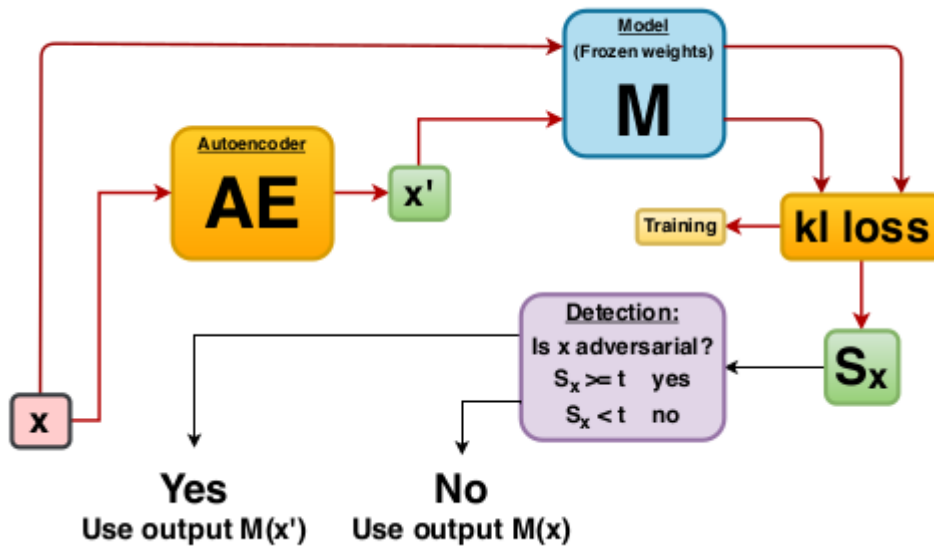 Model
(Frozen weights)
M
Autoencoder
AE
x'
Training
kl loss
Detection:
Is x adversarial?
Sx >= t yes
Sx < t no
Sx
x
Yes
Use output M(x')
No
Use output M(x)